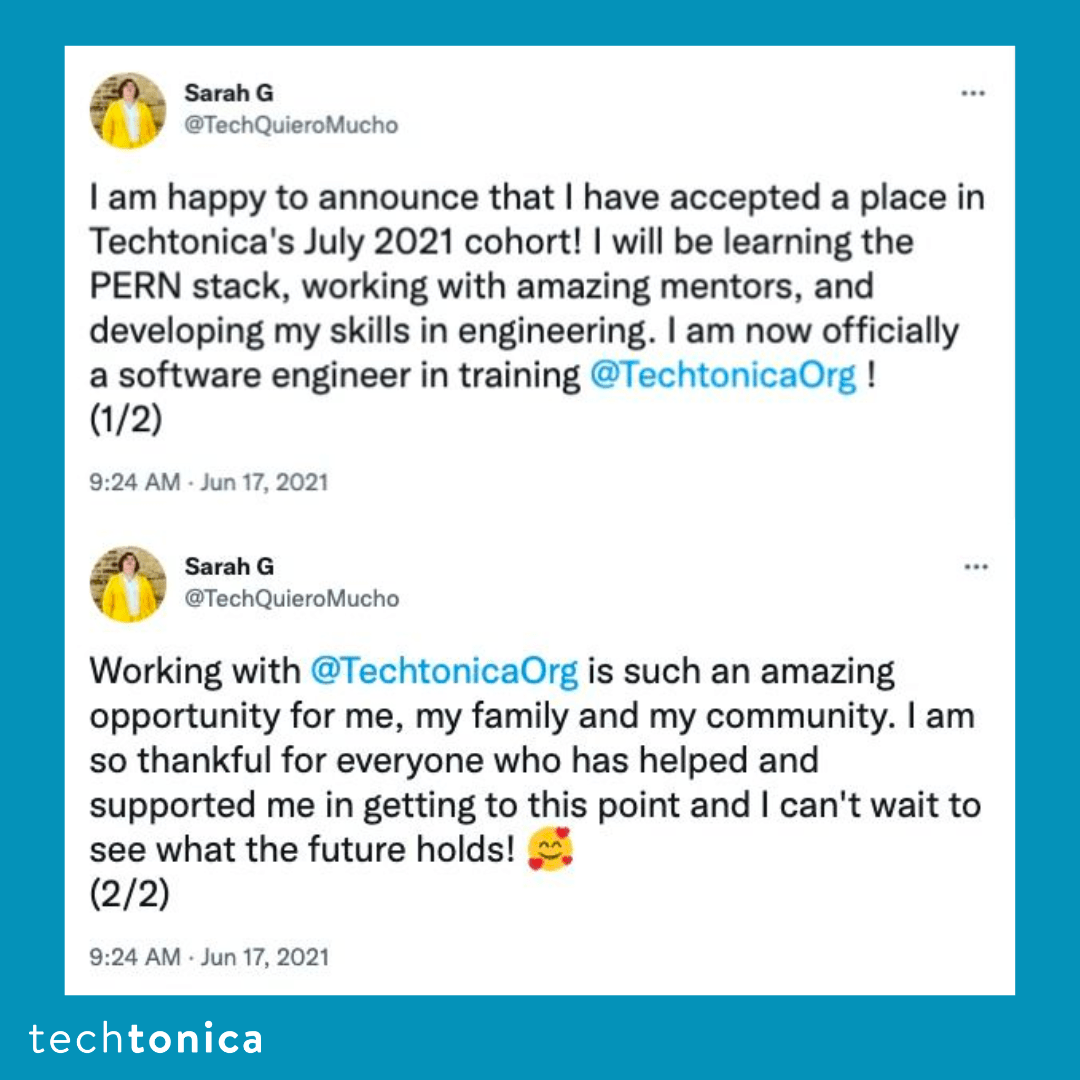 Sarah G
@TechQuieroMucho
I am happy to announce that I have accepted a place in
Techtonica's July 2021 cohort! I will be learning the
PERN stack, working with amazing mentors, and
developing my skills in engineering. I am now officially
a software engineer in training @TechtonicaOrg !
(1/2)
9:24 AM · Jun 17, 2021
Sarah G
@TechQuieroMucho
Working with @TechtonicaOrg is such an amazing
opportunity for me, my family and my community. I am
so thankful for everyone who has helped and
supported me in getting to this point and I can't wait to
see what the future holds! 🥰
(2/2)
9:24 AM · Jun 17, 2021
techtonica